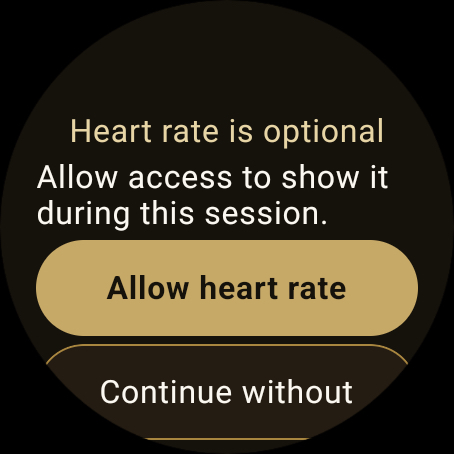 Heart rate is optional
Allow access to show it
during this session.
Allow heart rate
Continue without